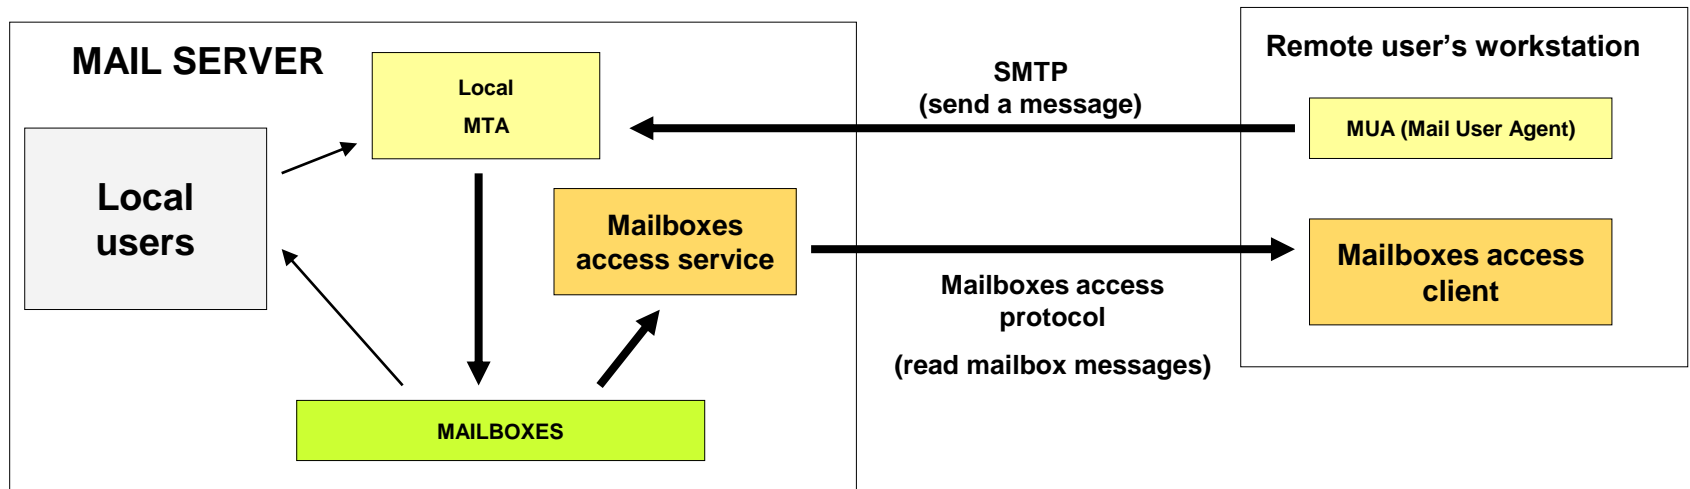 MAIL SERVER
Local
MTA
Local
users
Mailboxes
access service
MAILBOXES
SMTP
(send a message)
Mailboxes access
protocol
(read mailbox messages)
Remote user’s workstation
MUA (Mail User Agent)
Mailboxes access
client